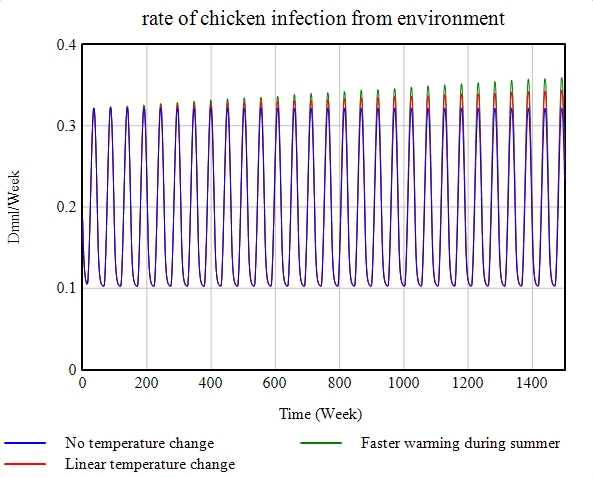 rate of chicken infection from environment
0.4
0.3
0.2
0.1
0
Dmnl/Week
0 200 400 600 800 1000 1200 1400
Time (Week)
No temperature change
Faster warming during summer
Linear temperature change